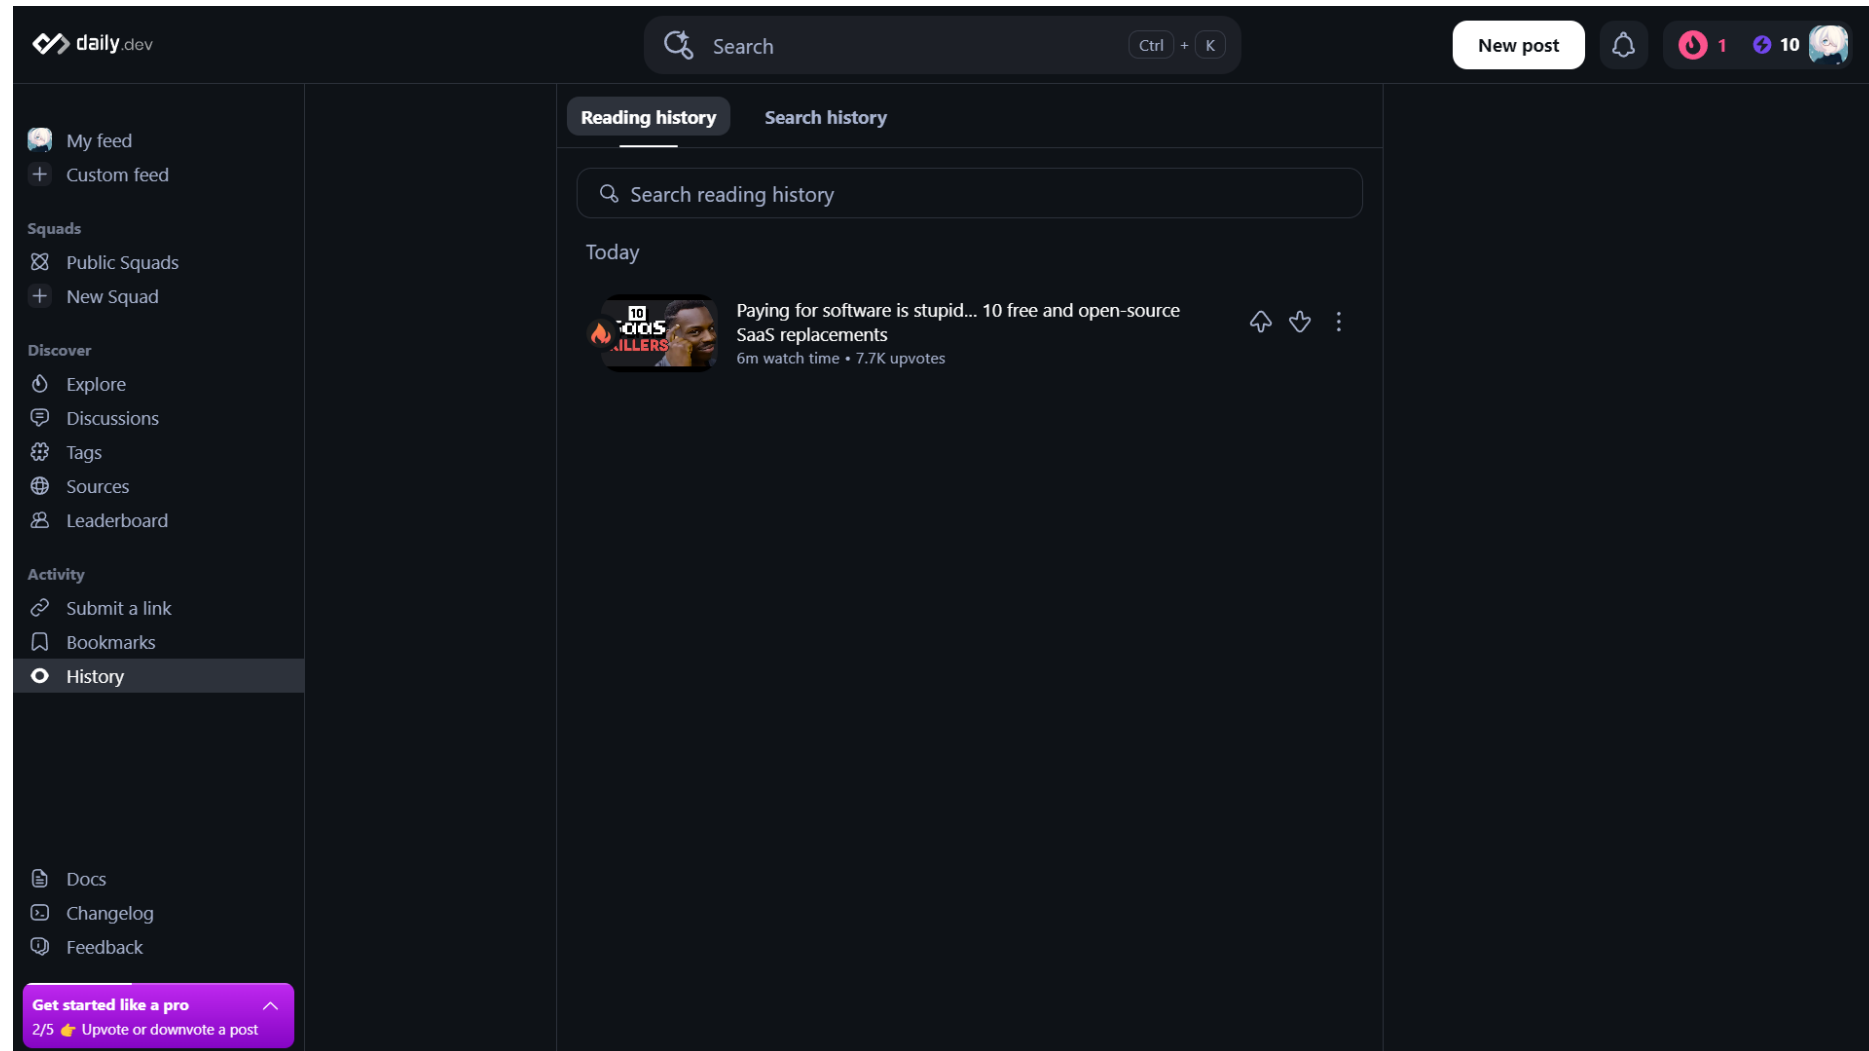 daily.dev
Search
Ctrl + K
New post
1
10
My feed
Custom feed
Squads
Public Squads
New Squad
Discover
Explore
Discussions
Tags
Sources
Leaderboard
Activity
Submit a link
Bookmarks
History
Docs
Changelog
Feedback
Get started like a pro
2/5 👉 Upvote or downvote a post
Reading history
Search history
Search reading history
Today
10
Paying for software is stupid... 10 free and open-source
SaaS replacements
6m watch time • 7.7K upvotes